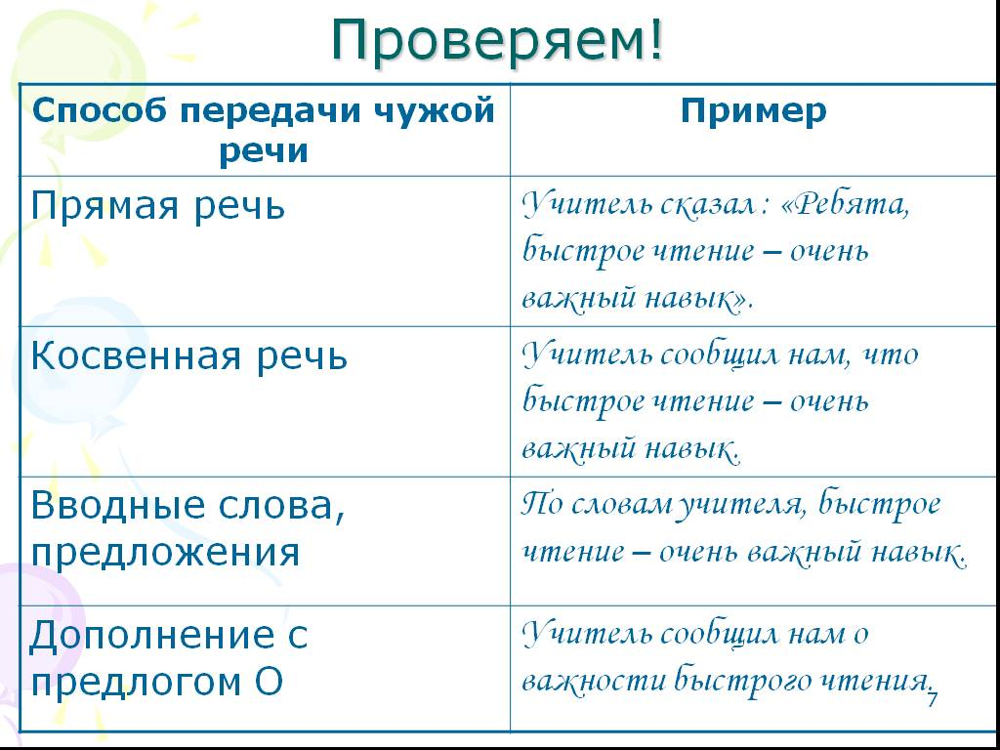 Проверяем!
Способ передачи чужой
речи
Пример
Прямая речь
Учитель сказал : «Ребята,
быстрое чтение – очень
важный навык».
Косвенная речь
Учитель сообщил нам, что
быстрое чтение – очень
важный навык.
Вводные слова,
предложения
По словам учителя, быстрое
чтение – очень важный навык.
Дополнение с
предлогом О
Учитель сообщил нам о
важности быстрого чтения.
7